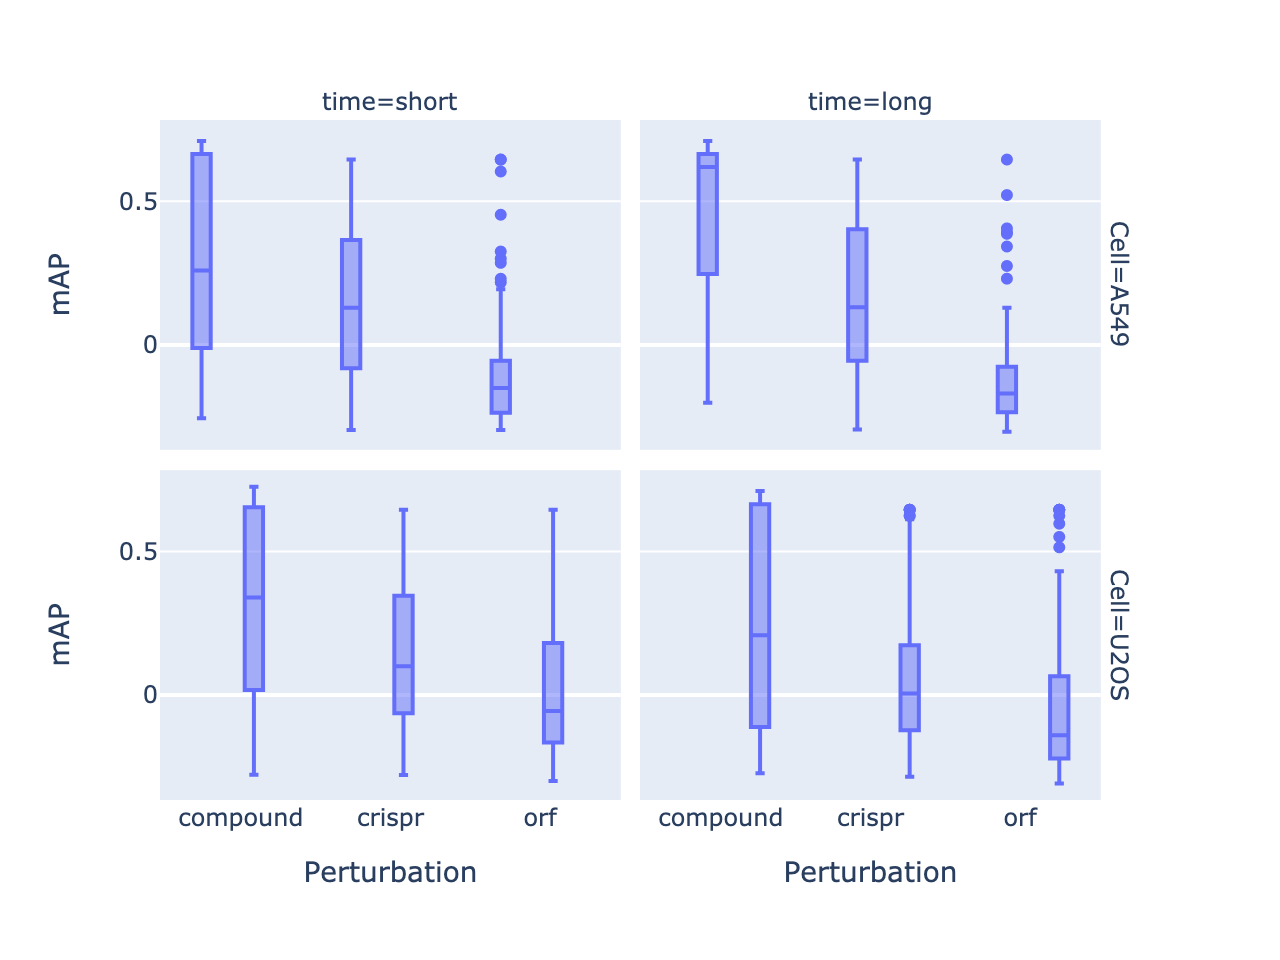 time=short
time=long
mAP
0.5
0
Cell=A549
mAP
0.5
0
Cell=U2OS
compound crispr orf
compound crispr orf
Perturbation
Perturbation